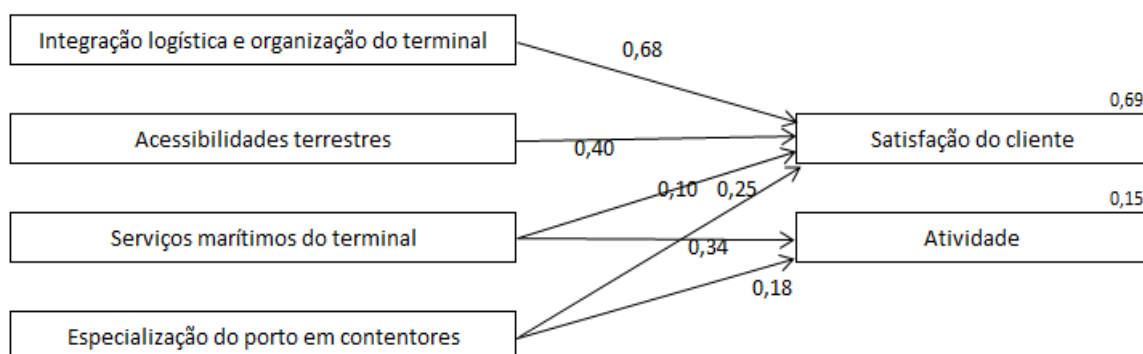 Integração logística e organização do terminal
0,68
0,69
Acessibilidades terrestres
0,40
Satisfação do cliente
0,10
0,25
0,15
Serviços marítimos do terminal
0,34
Atividade
0,18
Especialização do porto em contentores